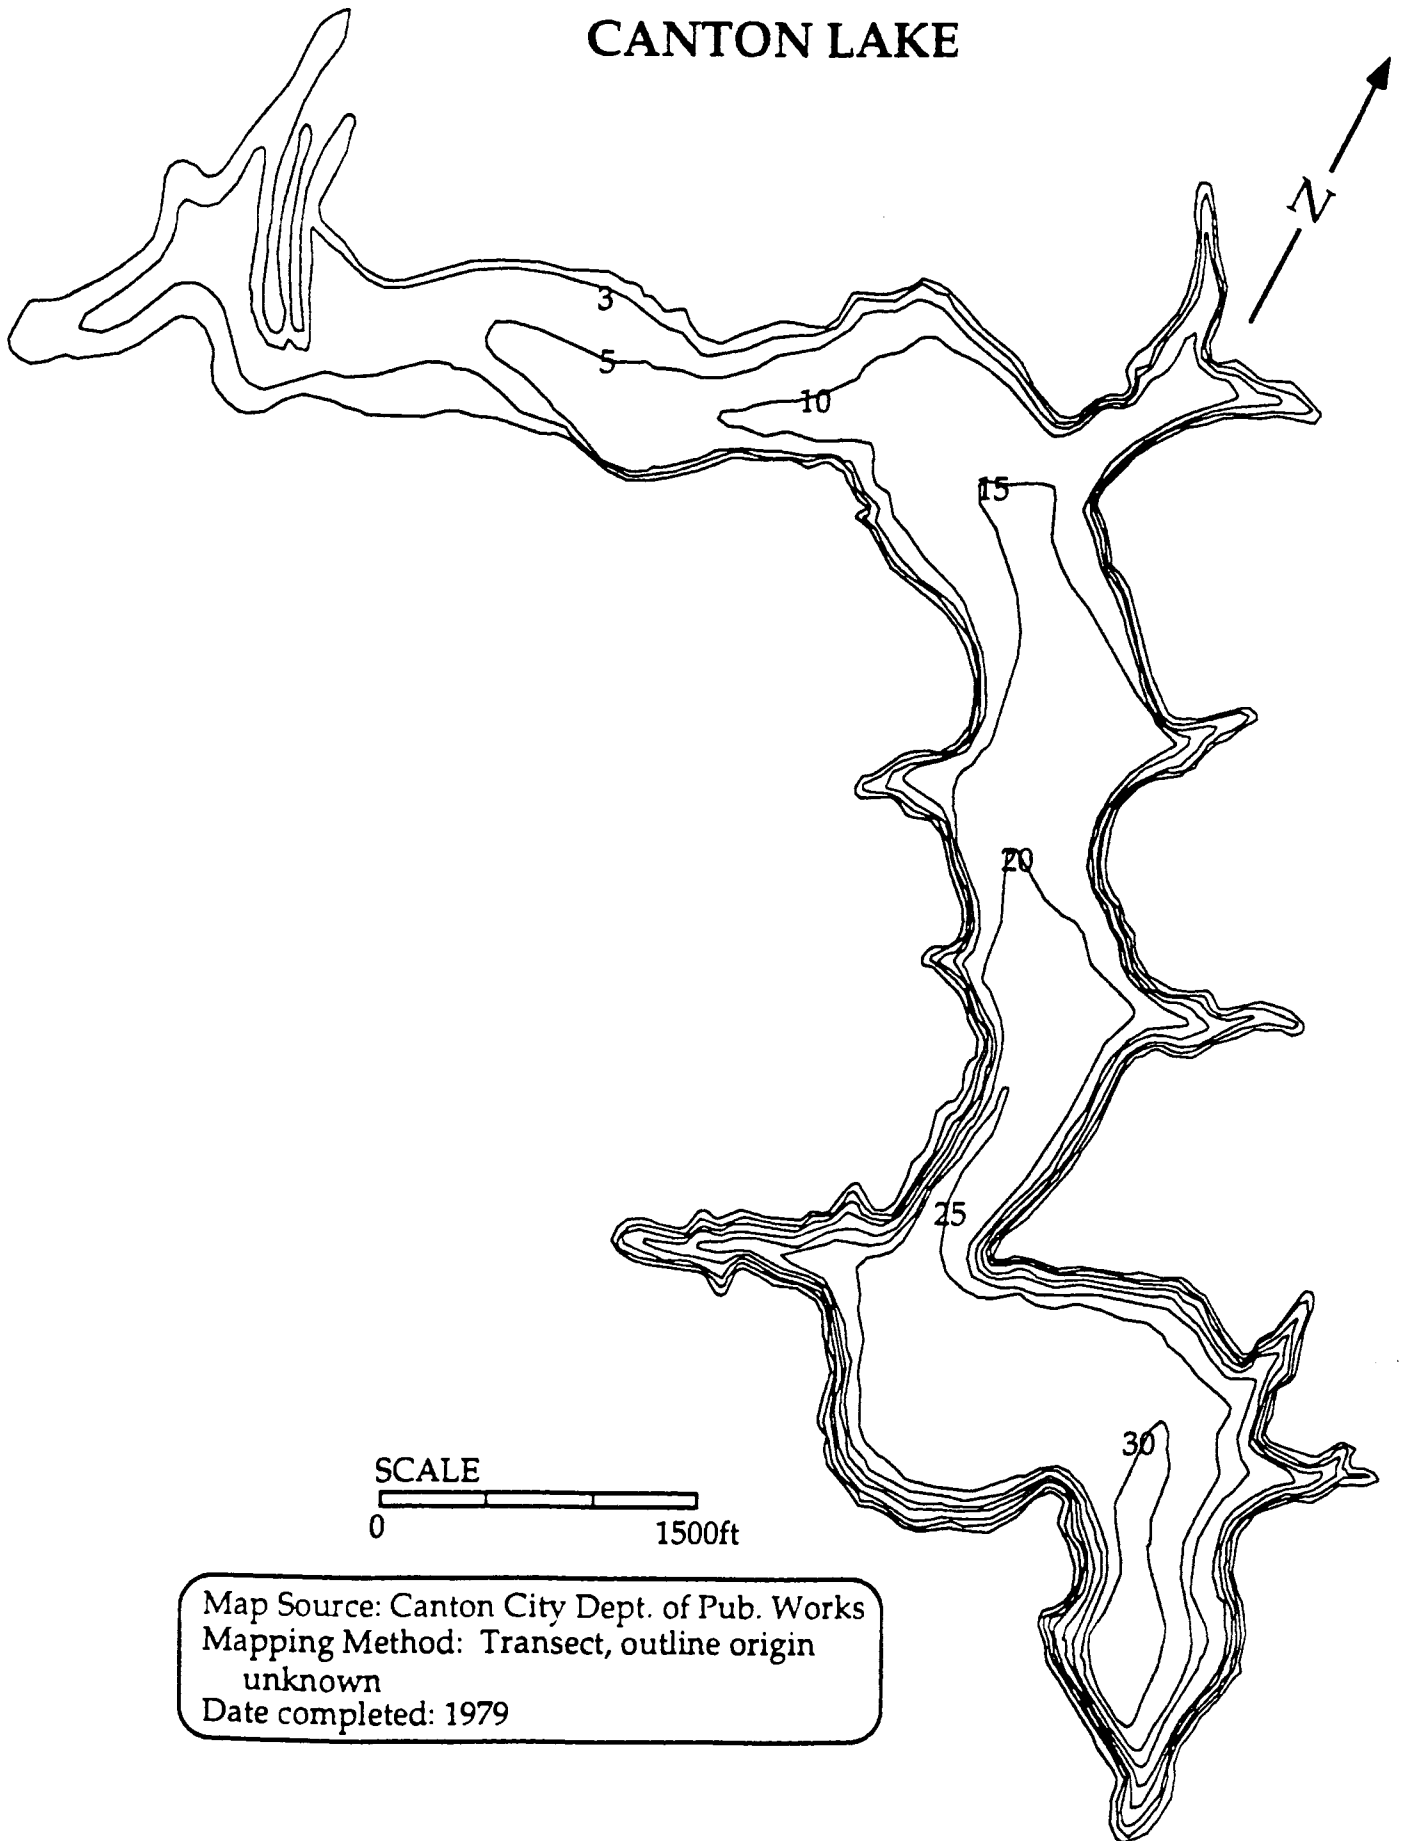 CANTON LAKE
N
3
5
10
15
20
25
30
SCALE
0 1500ft
Map Source: Canton City Dept. of Pub. Works
Mapping Method: Transect, outline origin
unknown
Date completed: 1979